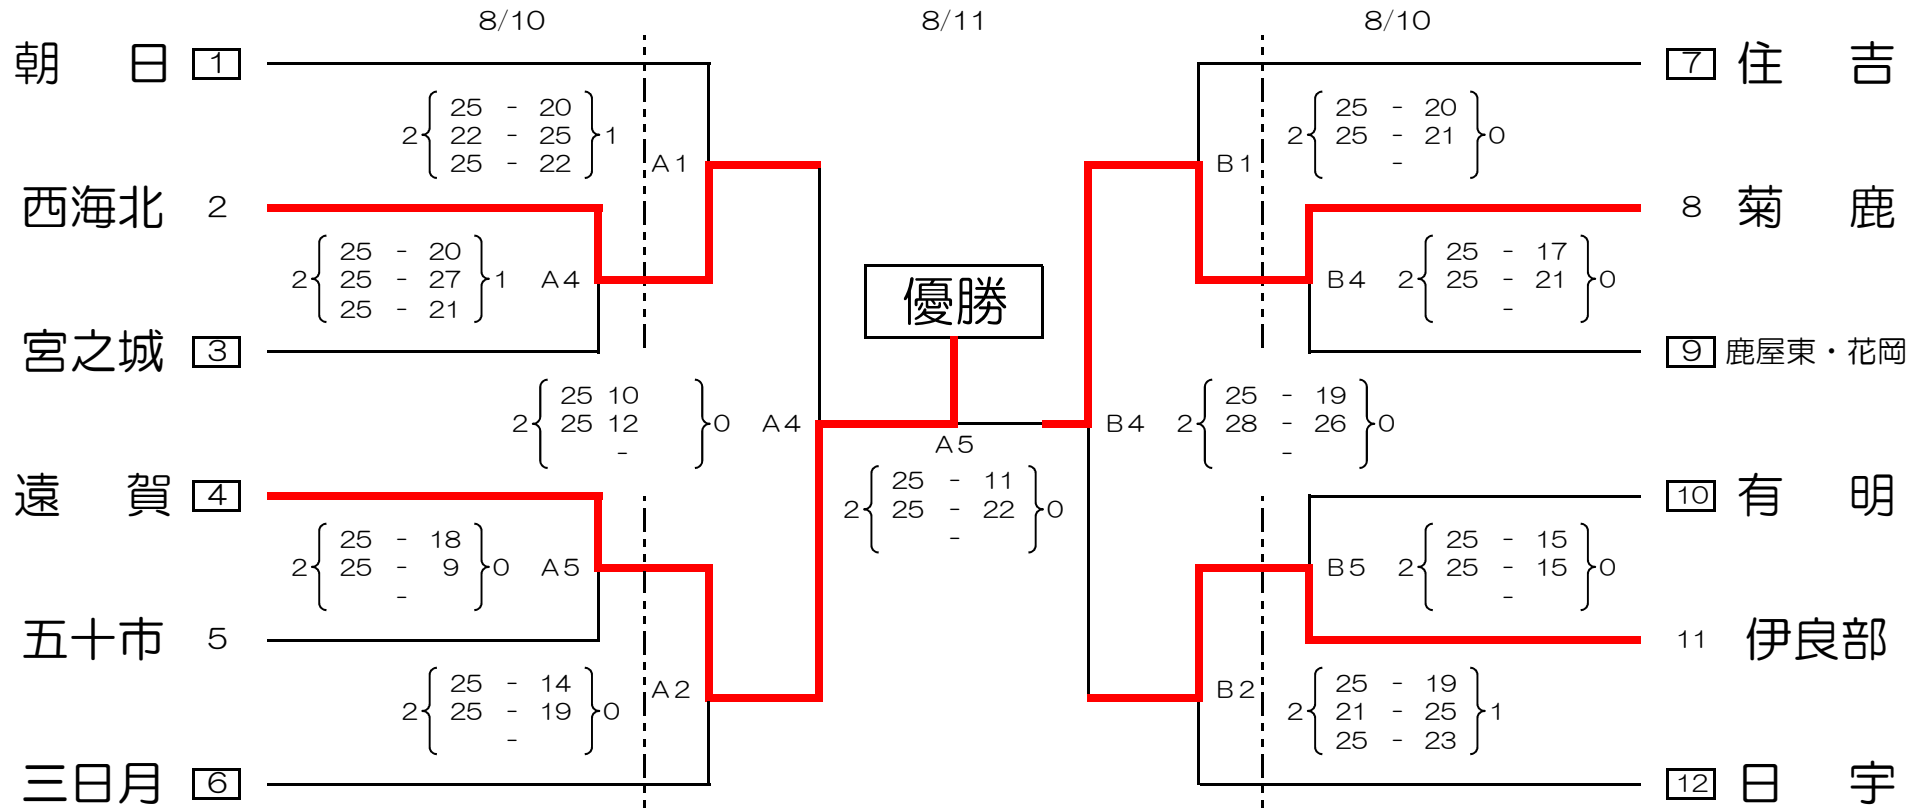 8/10 8/11 8/10
朝 日 1
2 { 25 - 20 22 - 25 25 - 22 } 1
A1
西海北 2
2 { 25 - 20 25 - 27 25 - 21 } 1 A4
宮之城 3
2 { 25 10 25 12 - } 0 A4
遠 賀 4
2 { 25 - 18 25 - 9 - } 0 A5
五十市 5
2 { 25 - 14 25 - 19 - } 0
A2
三日月 6
優勝
A5
2 { 25 - 11 25 - 22 - } 0
7 住 吉
B1
2 { 25 - 20 25 - 21 - } 0
8 菊 鹿
B4 2 { 25 - 17 25 - 21 - } 0
9 鹿屋東・花岡
B4 2 { 25 - 19 28 - 26 - } 0
10 有 明
B5 2 { 25 - 15 25 - 15 - } 0
11 伊良部
B2
2 { 25 - 19 21 - 25 25 - 23 } 1
12 日 宇